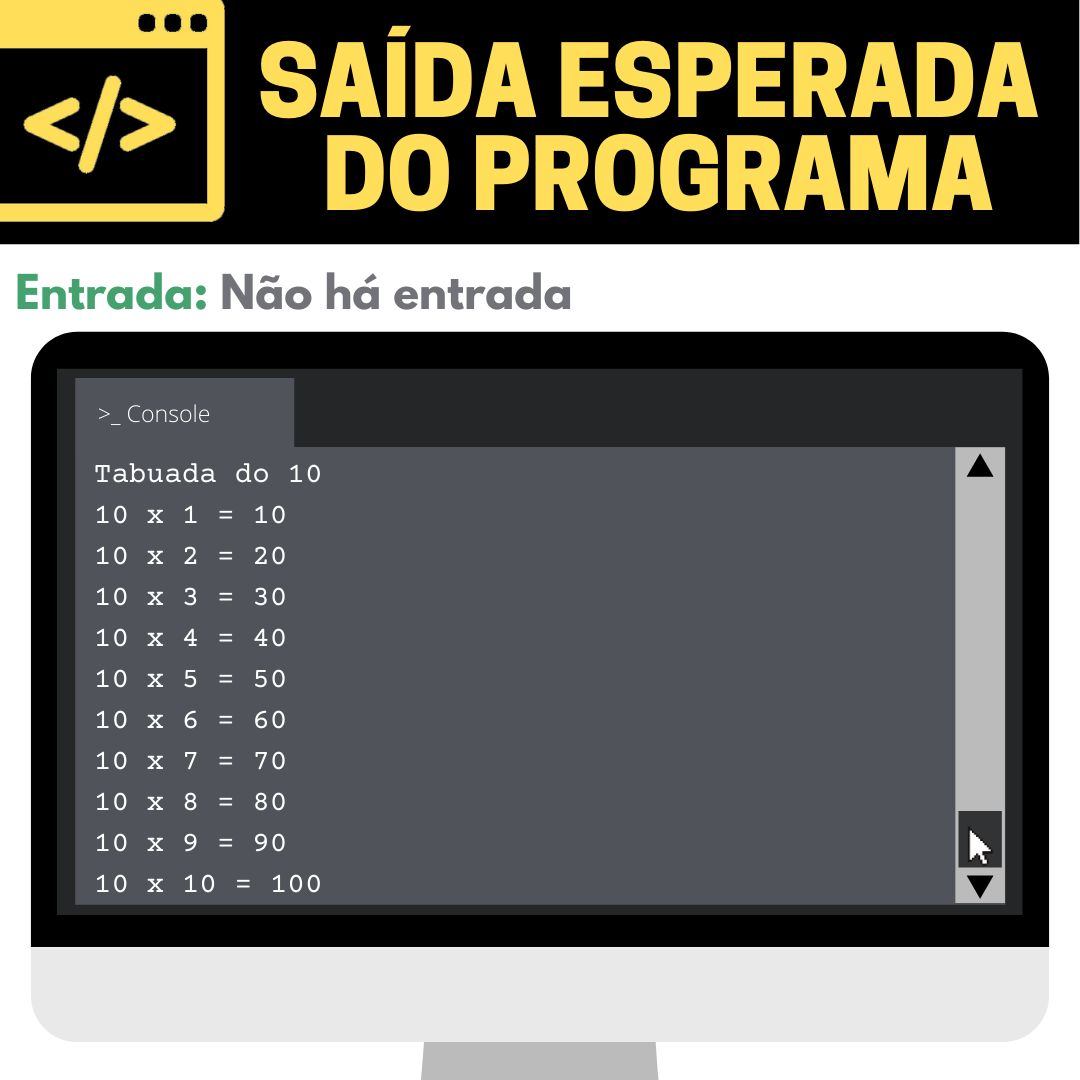 </>
SAÍDA ESPERADA
DO PROGRAMA
Entrada: Não há entrada
>_ Console
Tabuada do 10
10 x 1 = 10
10 x 2 = 20
10 x 3 = 30
10 x 4 = 40
10 x 5 = 50
10 x 6 = 60
10 x 7 = 70
10 x 8 = 80
10 x 9 = 90
10 x 10 = 100